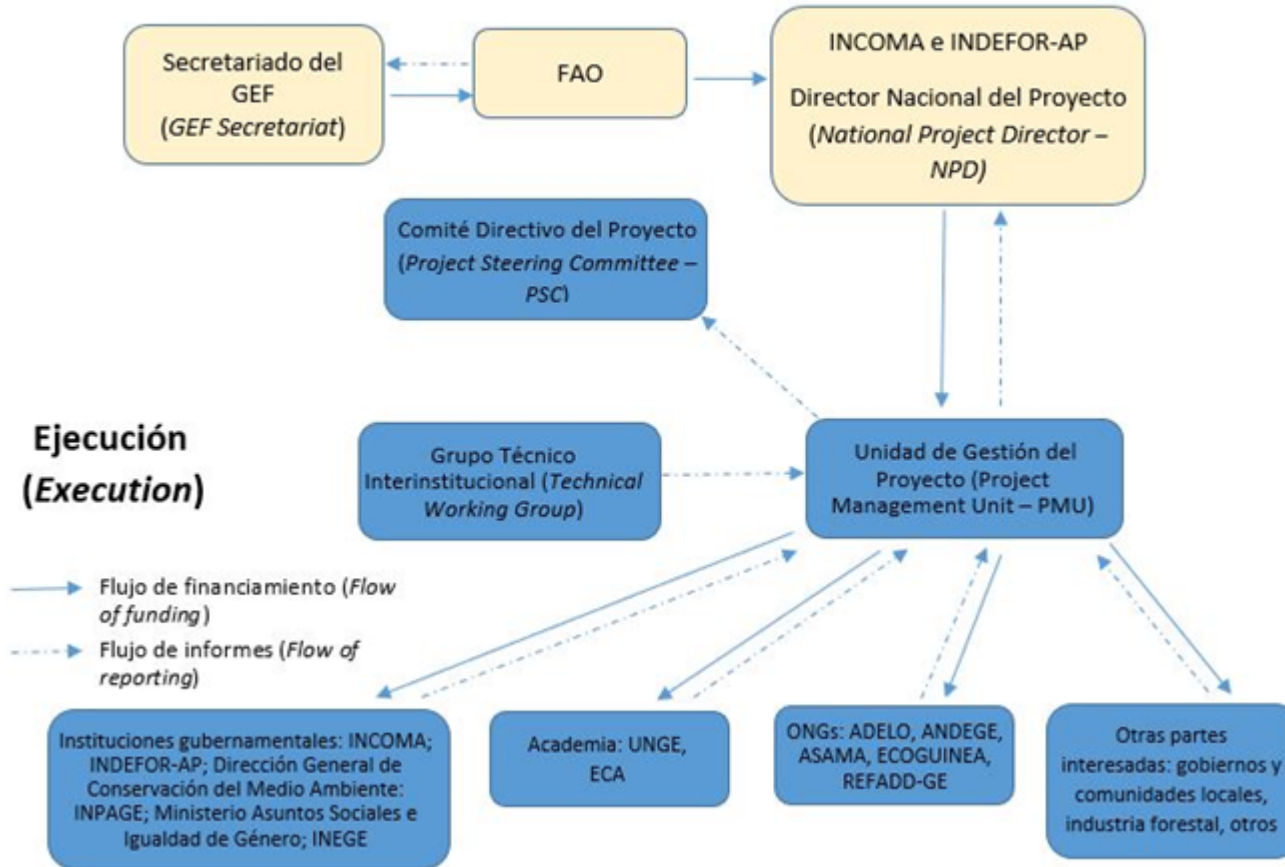 Secretariado del
GEF
(GEF Secretariat)
FAO
INCOMA e INDEFOR-AP
Director Nacional del Proyecto
(National Project Director –
NPD)
Comité Directivo del Proyecto
(Project Steering Committee –
PSC)
Ejecución
(Execution)
Grupo Técnico
Interinstitucional (Technical
Working Group)
Unidad de Gestión del
Proyecto (Project
Management Unit – PMU)
Flujo de financiamiento (Flow
of funding)
Flujo de informes (Flow of
reporting)
Instituciones gubernamentales: INCOMA;
INDEFOR-AP; Dirección General de
Conservación del Medio Ambiente:
INPAGE; Ministerio Asuntos Sociales e
Igualdad de Género; INEGE
Academia: UNGE,
ECA
ONGs: ADELO, ANDEGE,
ASAMA, ECOGUINEA,
REFADD-GE
Otras partes
interesadas: gobiernos y
comunidades locales,
industria forestal, otros